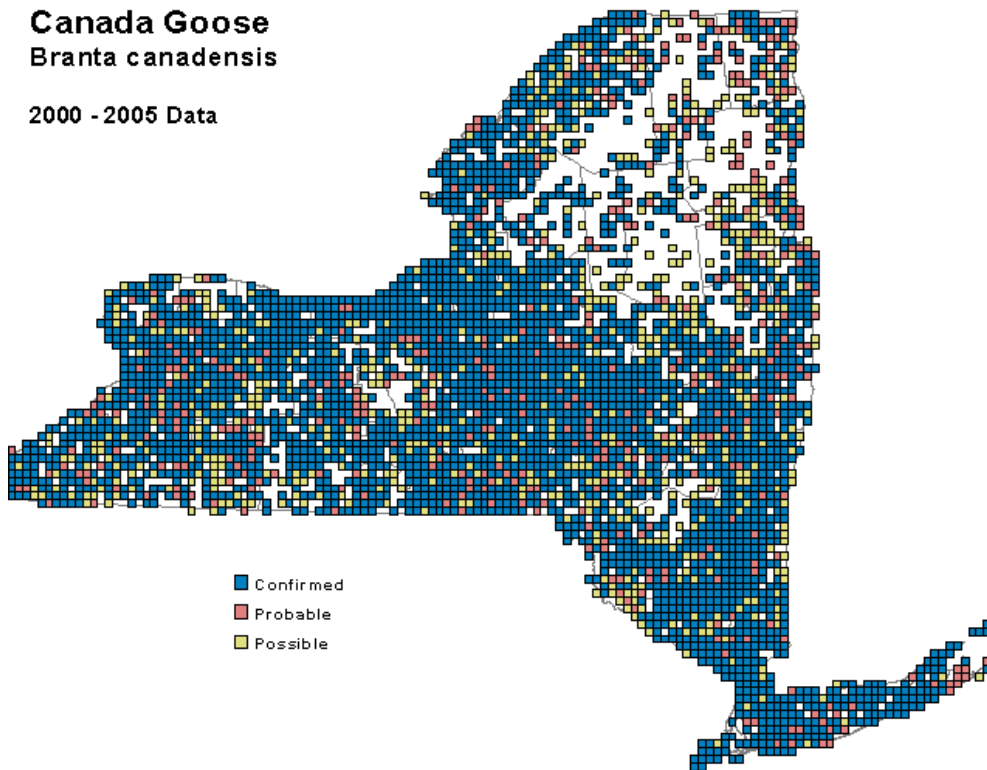 Canada Goose
Branta canadensis
2000 - 2005 Data
Confirmed
Probable
Possible